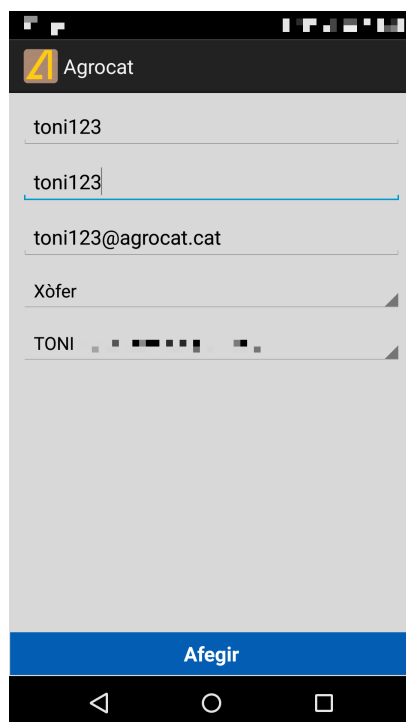 Agrocat
toni123
toni123
toni123@agrocat.cat
Xòfer
TONI
Afegir